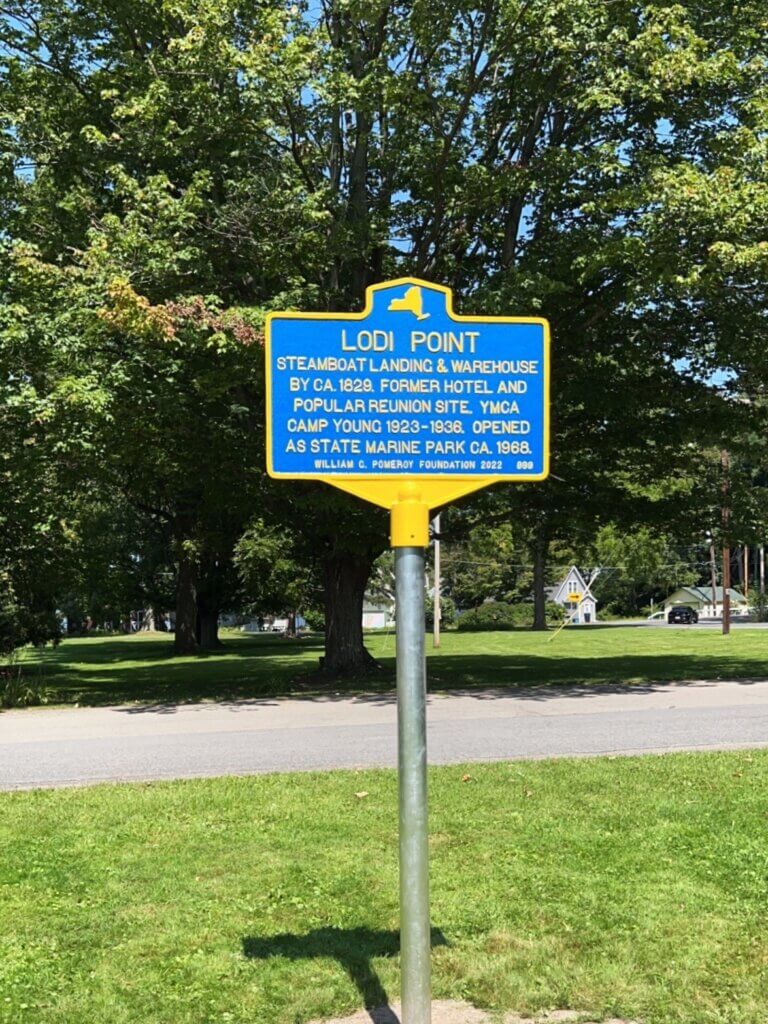 LODI POINT
STEAMBOAT LANDING & WAREHOUSE
BY CA. 1829. FORMER HOTEL AND
POPULAR REUNION SITE. YMCA
CAMP YOUNG 1923-1936. OPENED
AS STATE MARINE PARK CA. 1968.
WILLIAM G. POMEROY FOUNDATION 2022 999